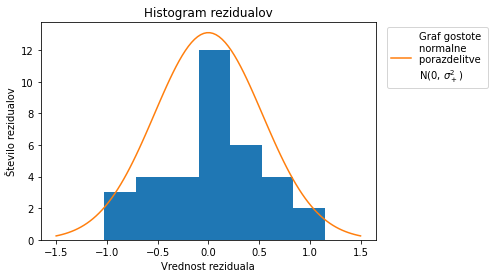 Histogram rezidualov
Graf gostote
normalne
porazdelitve
N(0, σ₊²)
Število rezidualov
12
10
8
6
4
2
0
−1.5 −1.0 −0.5 0.0 0.5 1.0 1.5
Vrednost reziduala